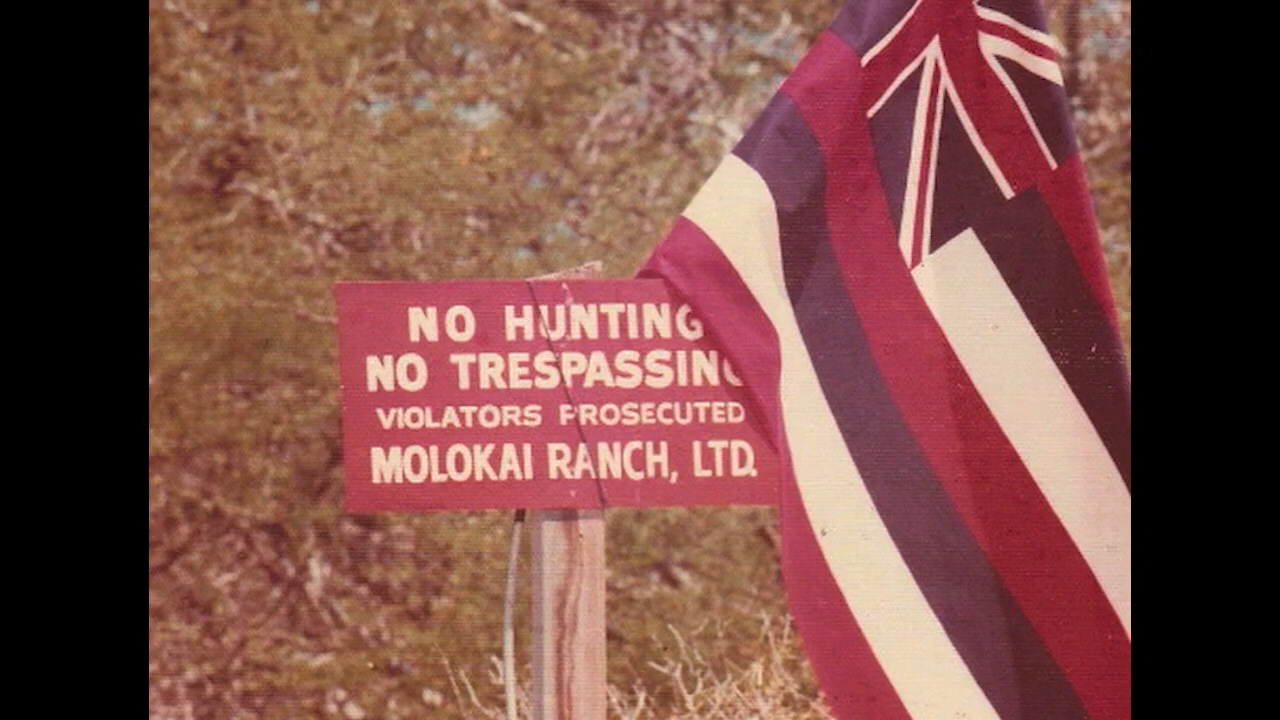 NO HUNTING
NO TRESPASSING
VIOLATORS PROSECUTED
MOLOKAI RANCH, LTD.